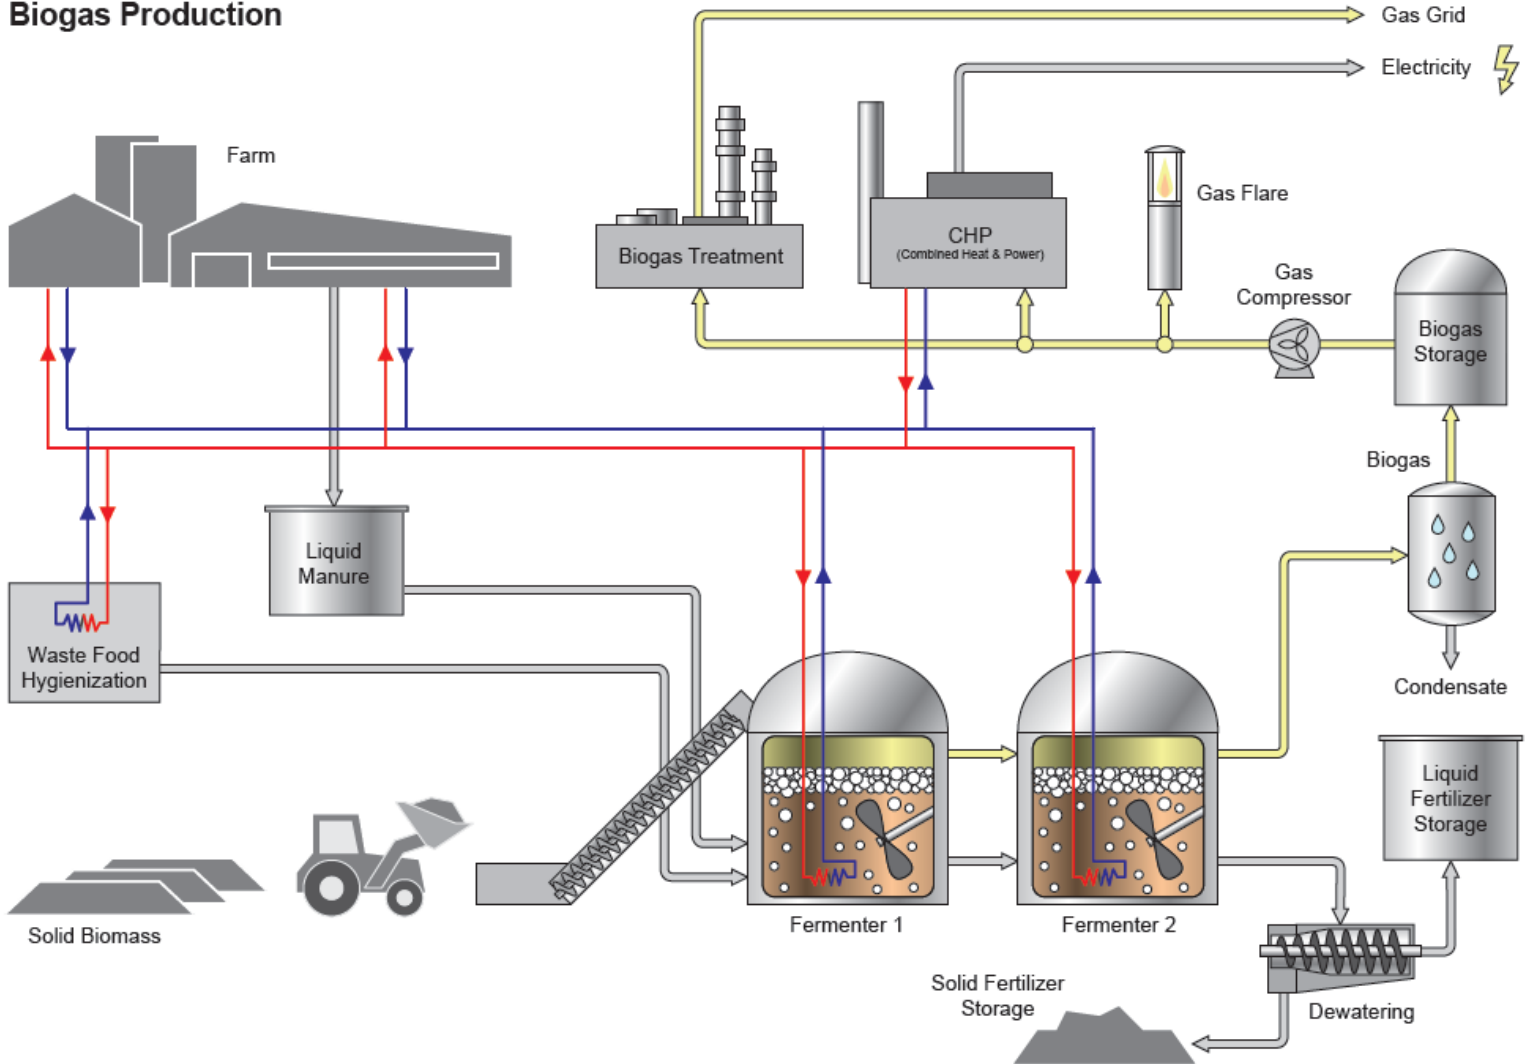 Biogas Production
Gas Grid
Electricity
Farm
Gas Flare
Biogas Treatment
CHP
(Combined Heat & Power)
Gas
Compressor
Biogas
Storage
Biogas
Liquid
Manure
Waste Food
Hygienization
Condensate
Liquid
Fertilizer
Storage
Solid Biomass
Fermenter 1
Fermenter 2
Solid Fertilizer
Storage
Dewatering